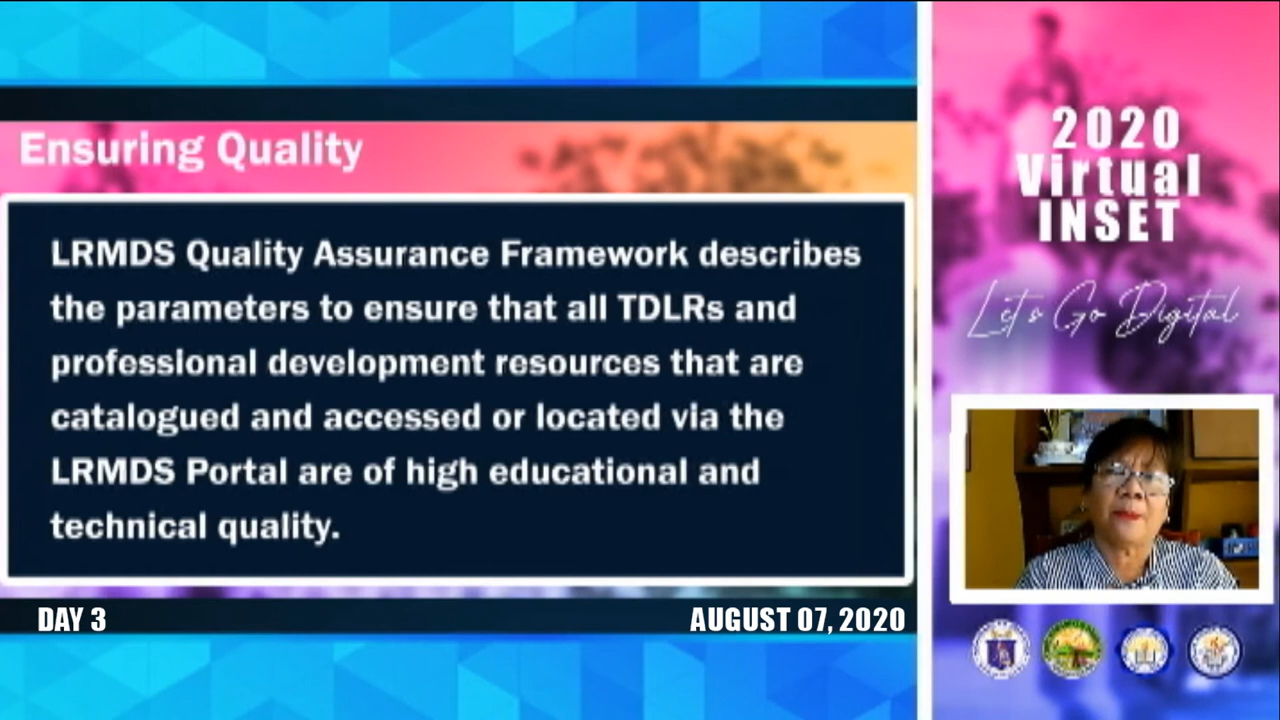 Ensuring Quality
LRMDS Quality Assurance Framework describes
the parameters to ensure that all TDLRs and
professional development resources that are
catalogued and accessed or located via the
LRMDS Portal are of high educational and
technical quality.
DAY 3
AUGUST 07, 2020
2020
Virtual
INSET
Let's Go Digital